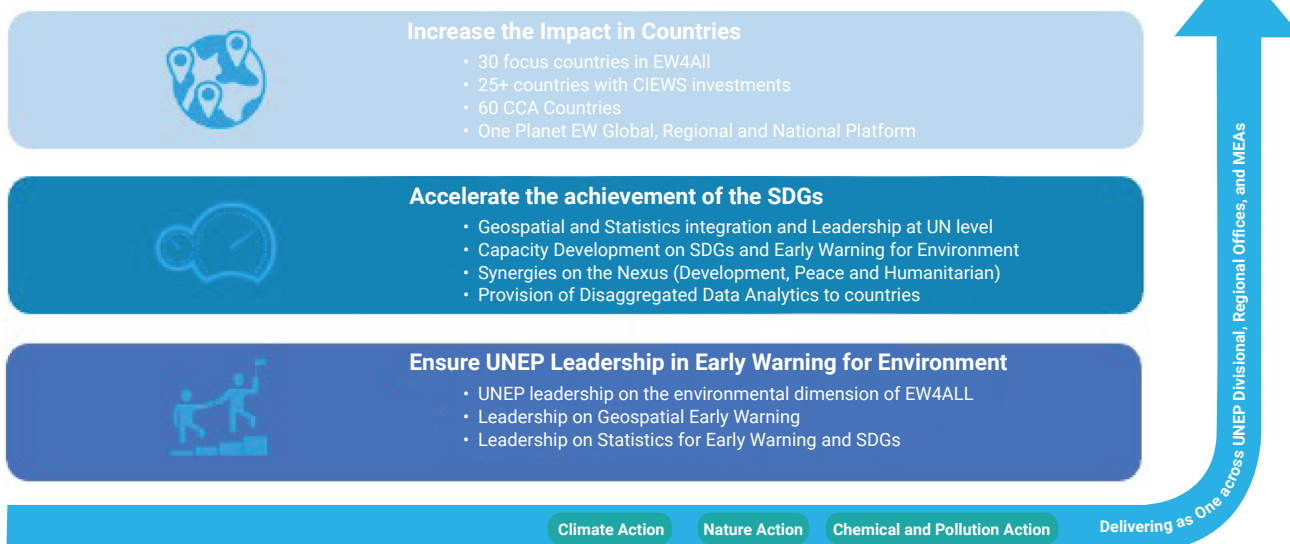 Increase the Impact in Countries
• 30 focus countries in EW4All
• 25+ countries with CIEWS investments
• 60 CCA Countries
• One Planet EW Global, Regional and National Platform
Accelerate the achievement of the SDGs
• Geospatial and Statistics integration and Leadership at UN level
• Capacity Development on SDGs and Early Warning for Environment
• Synergies on the Nexus (Development, Peace and Humanitarian)
• Provision of Disaggregated Data Analytics to countries
Ensure UNEP Leadership in Early Warning for Environment
• UNEP leadership on the environmental dimension of EW4ALL
• Leadership on Geospatial Early Warning
• Leadership on Statistics for Early Warning and SDGs
Climate Action
Nature Action
Chemical and Pollution Action
Delivering as One across UNEP Divisional, Regional Offices, and MEAs